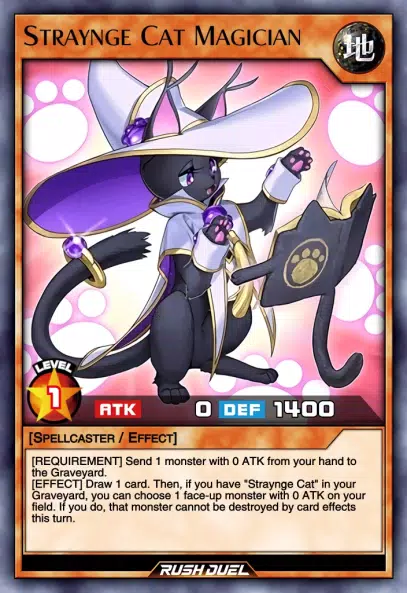 STRAYNGE CAT MAGICIAN
地
LEVEL
1
ATK 0 DEF 1400
[SPELLCASTER / EFFECT]
[REQUIREMENT] Send 1 monster with 0 ATK from your hand to
the Graveyard.
[EFFECT] Draw 1 card. Then, if you have "Straynge Cat" in your
Graveyard, you can choose 1 face-up monster with 0 ATK on your
field. If you do, that monster cannot be destroyed by card effects
this turn.
RUSH DUEL